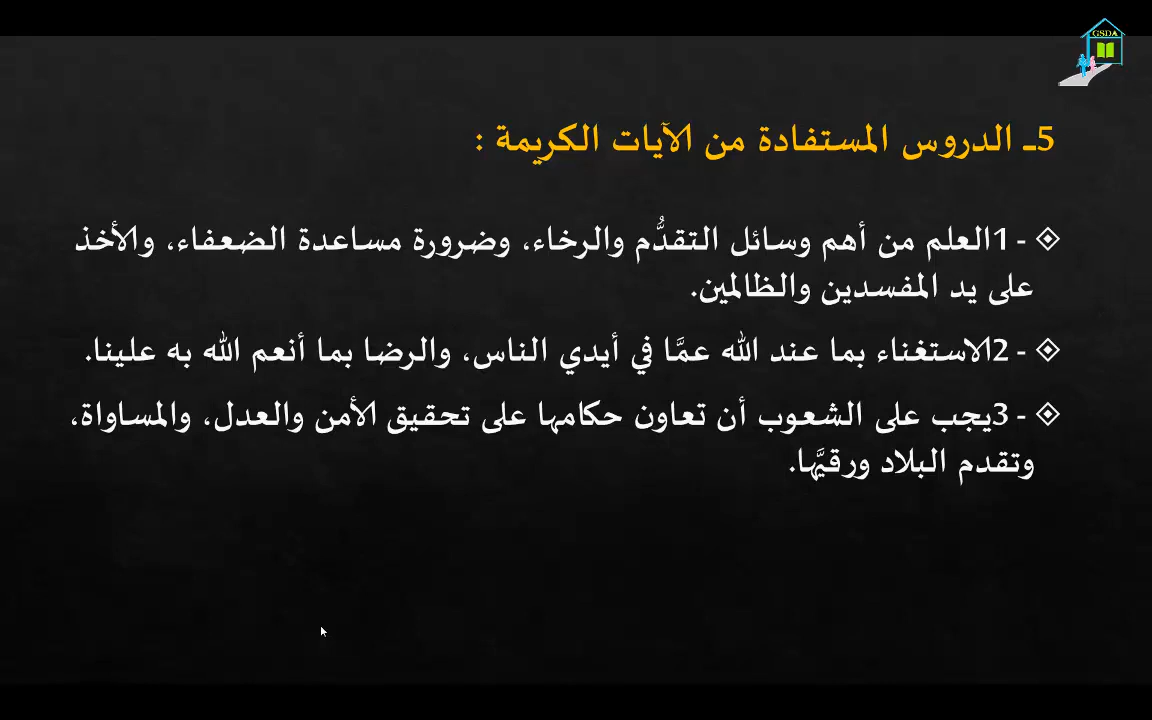 GSDA
5ـ الدروس المستفادة من الآيات الكريمة :
- 1العلم من أهم وسائل التقدُّم والرخاء، وضرورة مساعدة الضعفاء، والأخذ
على يد المفسدين والظالمين.
- 2الاستغناء بما عند الله عمَّا في أيدي الناس، والرضا بما أنعم الله به علينا.
- 3يجب على الشعوب أن تعاون حكامها على تحقيق الأمن والعدل، والمساواة،
وتقدم البلاد ورقيَّها.